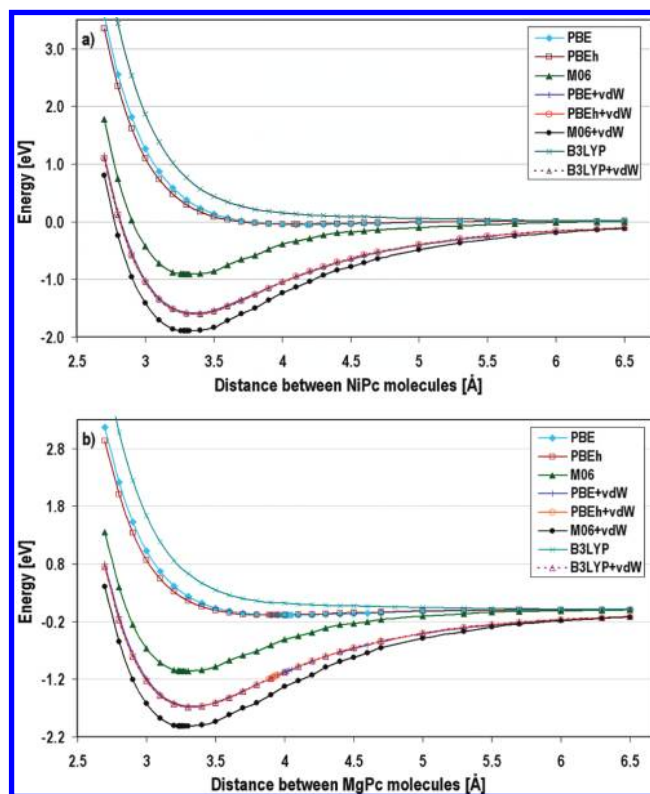 a)
PBE
PBEh
M06
PBE+vdW
PBEh+vdW
M06+vdW
B3LYP
B3LYP+vdW
Energy [eV]
3.0
2.0
1.0
0.0
-1.0
-2.0
2.5 3 3.5 4 4.5 5 5.5 6 6.5
Distance between NiPc molecules [Å]
b)
PBE
PBEh
M06
PBE+vdW
PBEh+vdW
M06+vdW
B3LYP
B3LYP+vdW
Energy [eV]
2.8
1.8
0.8
-0.2
-1.2
-2.2
2.5 3 3.5 4 4.5 5 5.5 6 6.5
Distance between MgPc molecules [Å]